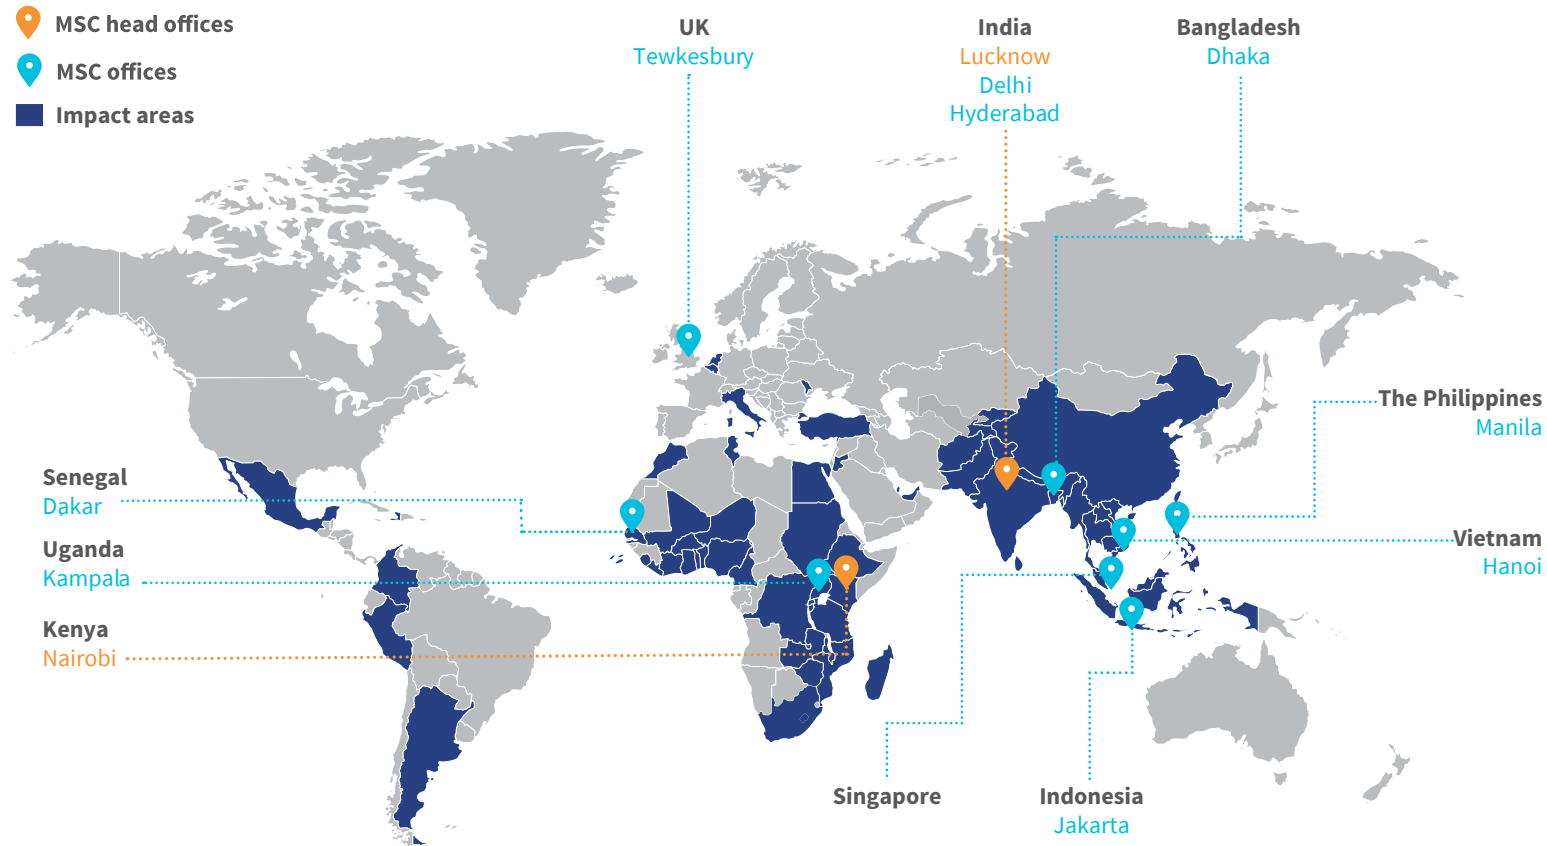 MSC head offices
MSC offices
Impact areas
UK
Tewkesbury
India
Lucknow
Delhi
Hyderabad
Bangladesh
Dhaka
The Philippines
Manila
Senegal
Dakar
Uganda
Kampala
Vietnam
Hanoi
Kenya
Nairobi
Singapore
Indonesia
Jakarta